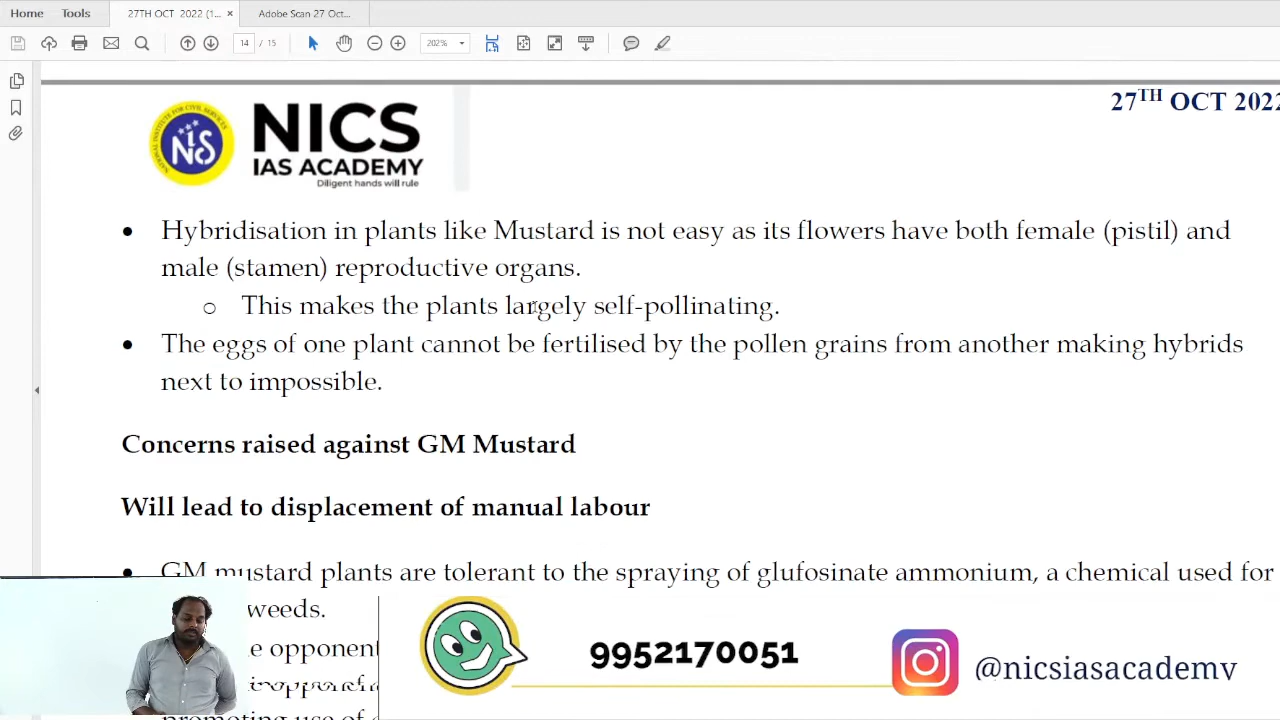 Home Tools 27TH OCT 2022 (1... × Adobe Scan 27 Oct...
14 / 15 202%
27TH OCT 2022
NICS
IAS ACADEMY
Diligent hands will rule
• Hybridisation in plants like Mustard is not easy as its flowers have both female (pistil) and
male (stamen) reproductive organs.
o This makes the plants largely self-pollinating.
• The eggs of one plant cannot be fertilised by the pollen grains from another making hybrids
next to impossible.
Concerns raised against GM Mustard
Will lead to displacement of manual labour
• GM mustard plants are tolerant to the spraying of glufosinate ammonium, a chemical used for
weeds.
opponent
promoting use of
9952170051
@nicsiasacademy